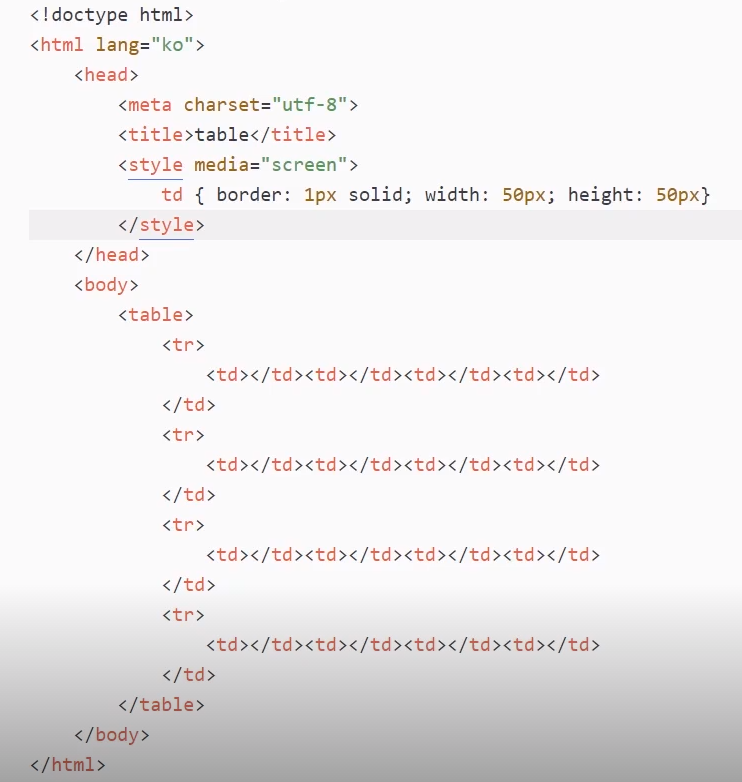 <!doctype html>
<html lang="ko">
<head>
<meta charset="utf-8">
<title>table</title>
<style media="screen">
td { border: 1px solid; width: 50px; height: 50px}
</style>
</head>
<body>
<table>
<tr>
<td></td><td></td><td></td><td></td>
</td>
<tr>
<td></td><td></td><td></td><td></td>
</td>
<tr>
<td></td><td></td><td></td><td></td>
</td>
<tr>
<td></td><td></td><td></td><td></td>
</td>
</table>
</body>
</html>